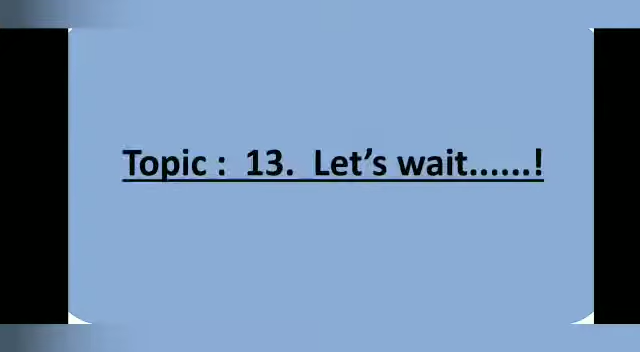 Topic :  13.  Let’s wait......!